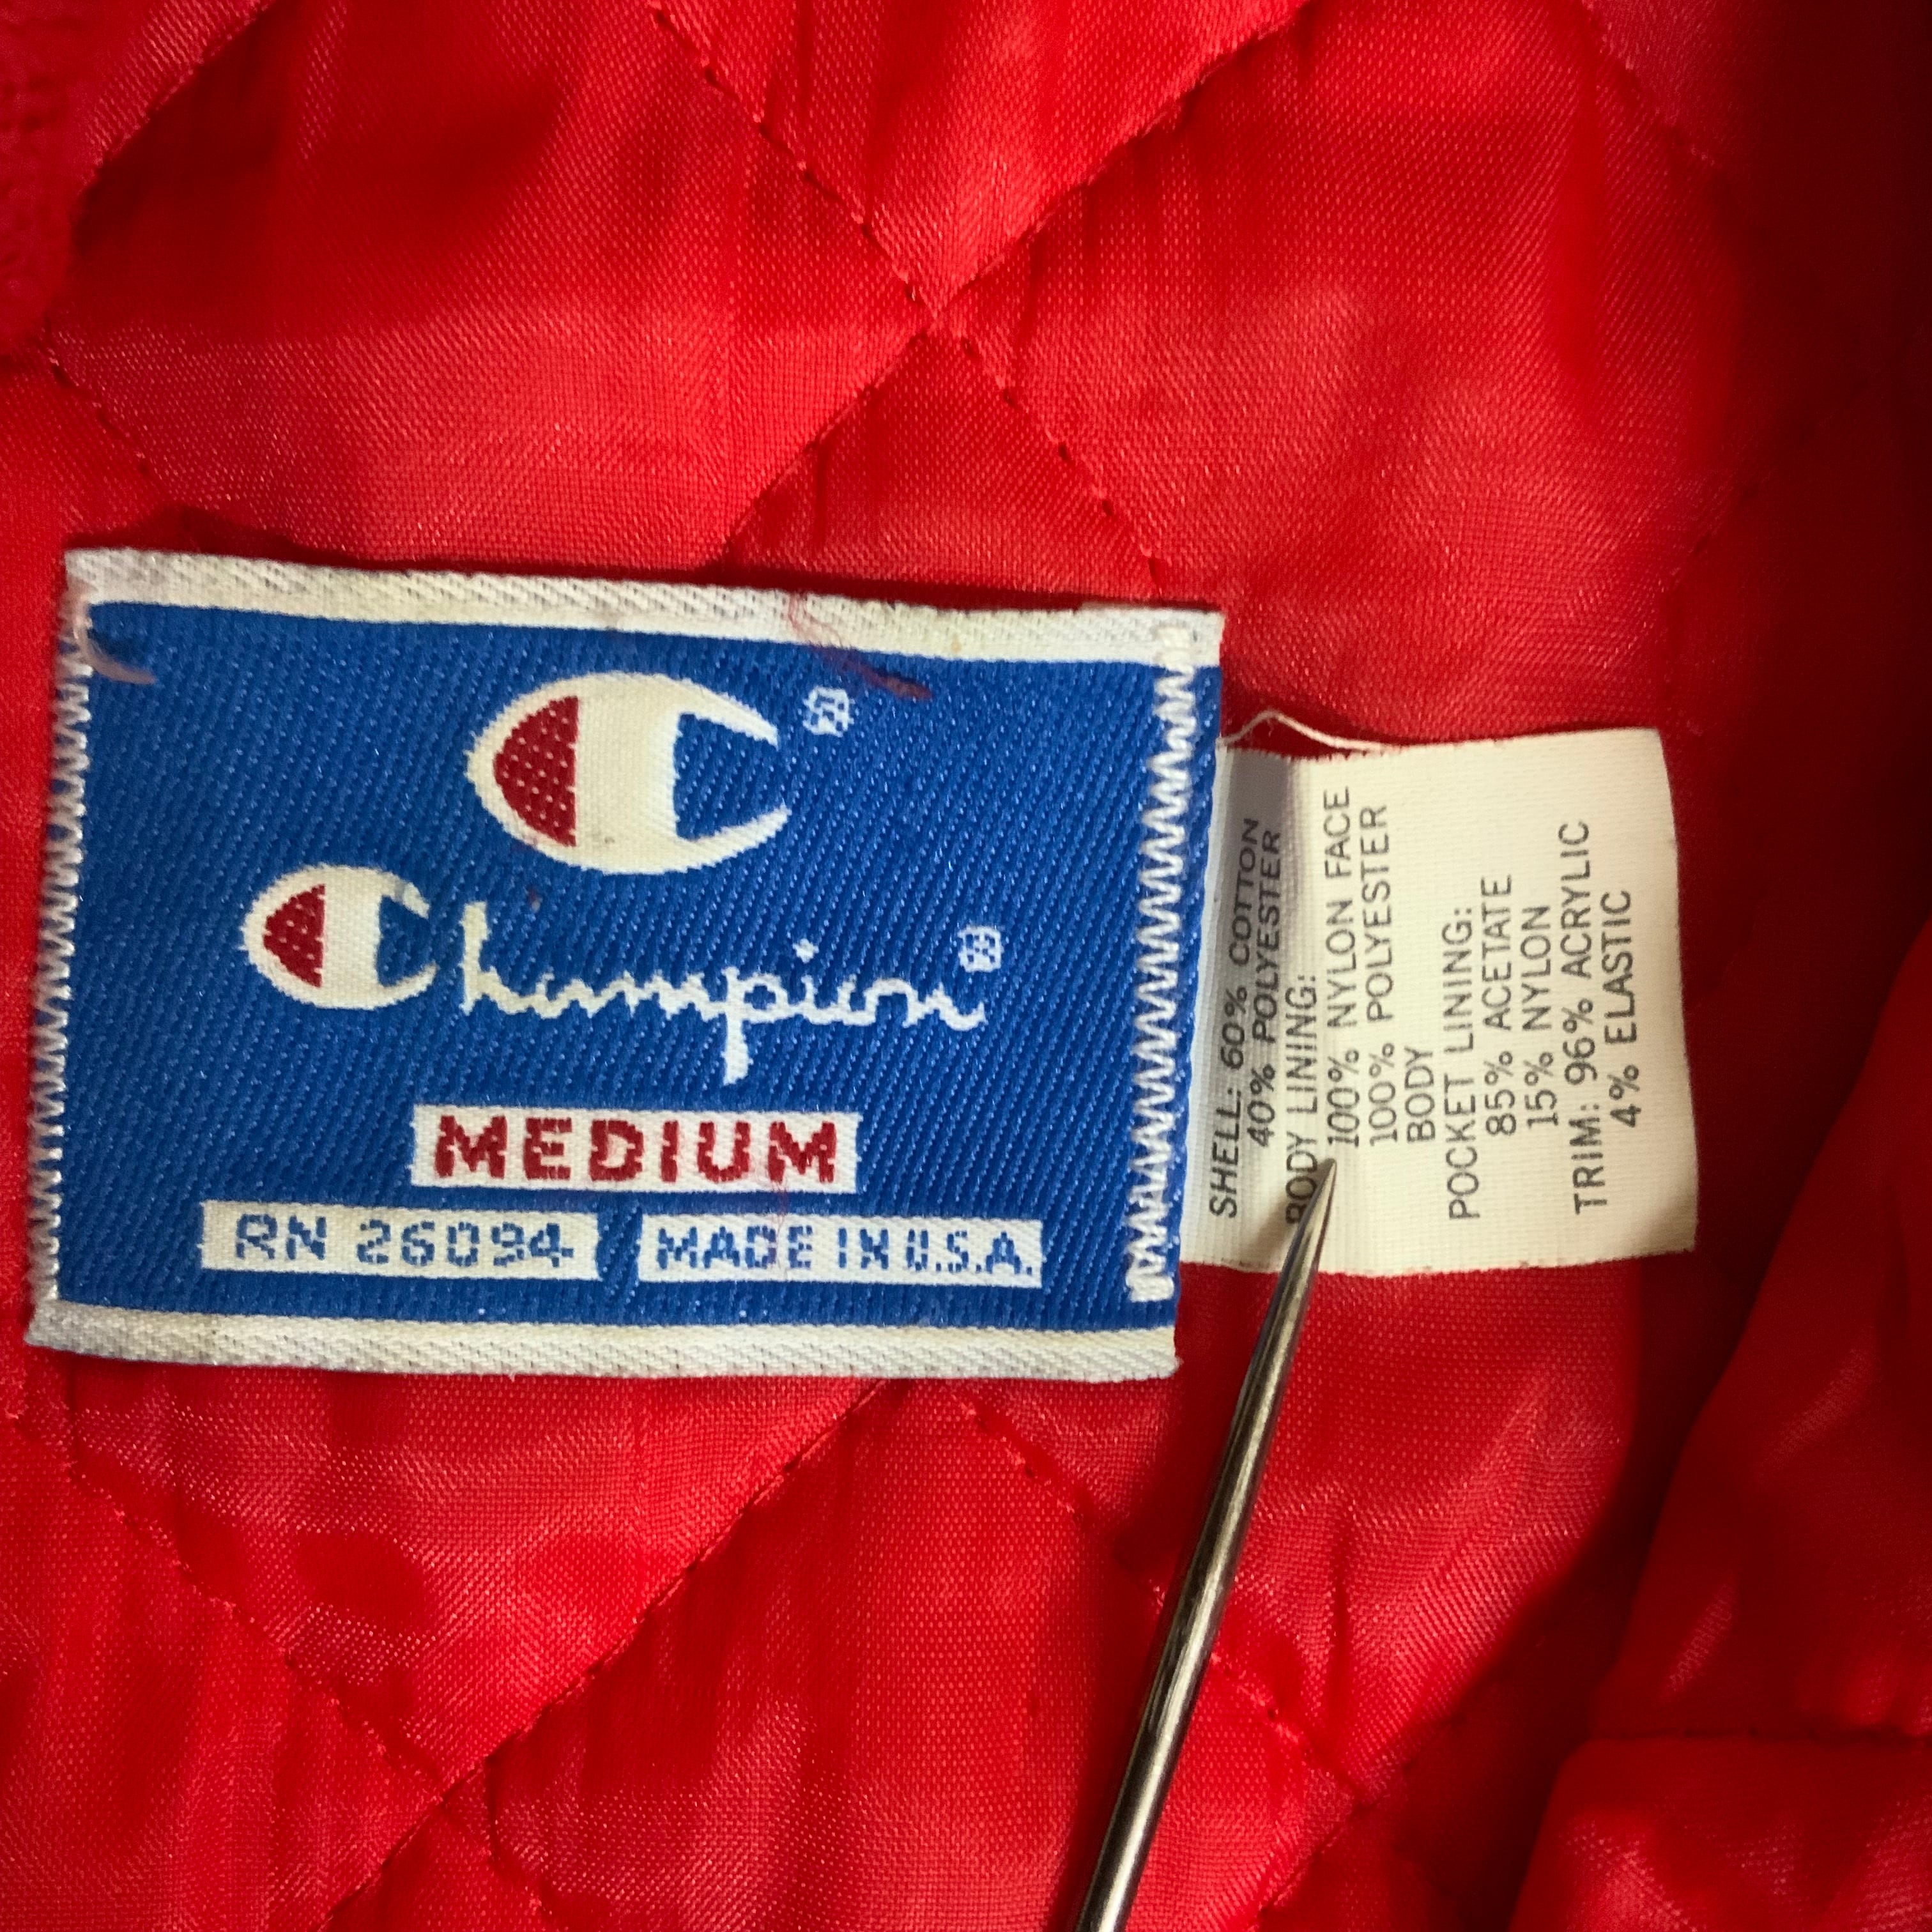 ®
Champion®
MEDIUM
RN 26094 MADE IN U.S.A.
SHELL: 60% COTTON
40% POLYESTER
BODY LINING:
100% NYLON FACE
100% POLYESTER
BODY
POCKET LINING:
85% ACETATE
15% NYLON
TRIM: 96% ACRYLIC
4% ELASTIC